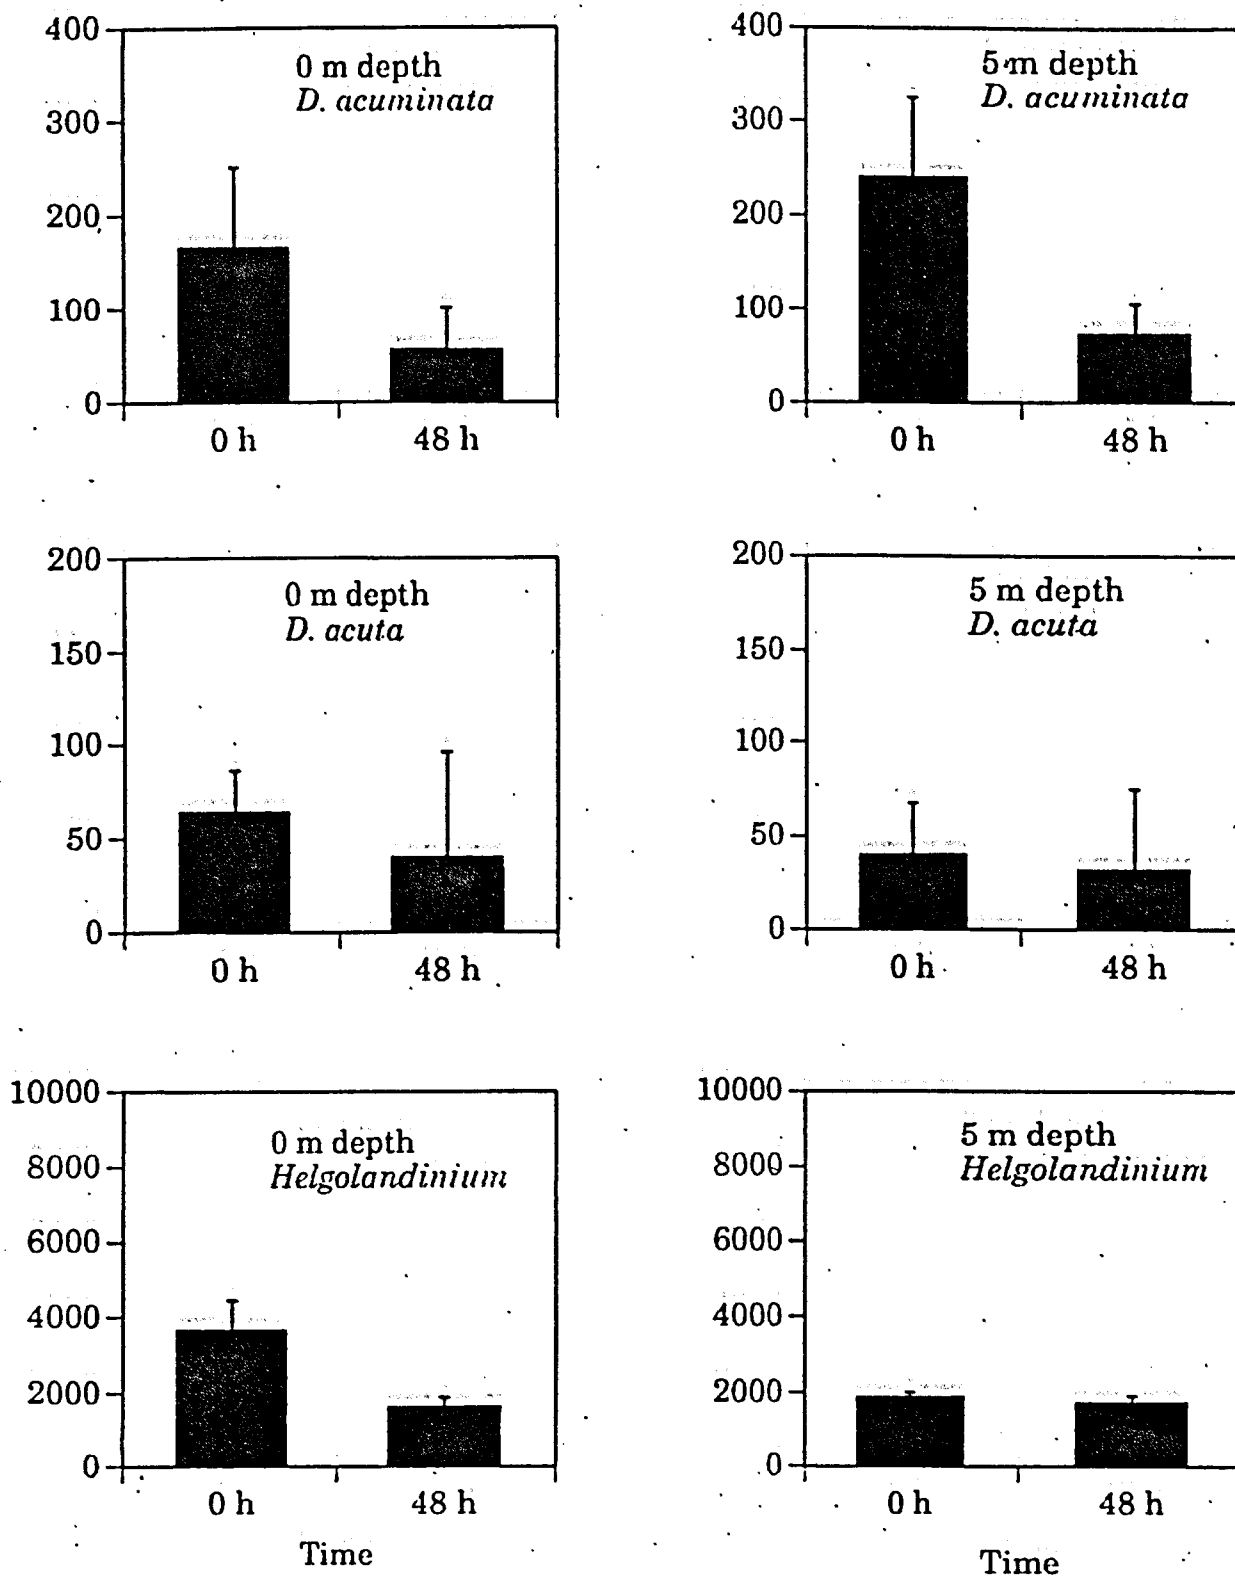 400
300
200
100
0
0 m depth
D. acuminata
0 h
48 h
400
300
200
100
0
5 m depth
D. acuminata
0 h
48 h
200
150
100
50
0
0 m depth
D. acuta
0 h
48 h
200
150
100
50
0
5 m depth
D. acuta
0 h
48 h
10000
8000
6000
4000
2000
0
0 m depth
Helgolandinium
0 h
48 h
Time
10000
8000
6000
4000
2000
0
5 m depth
Helgolandinium
0 h
48 h
Time